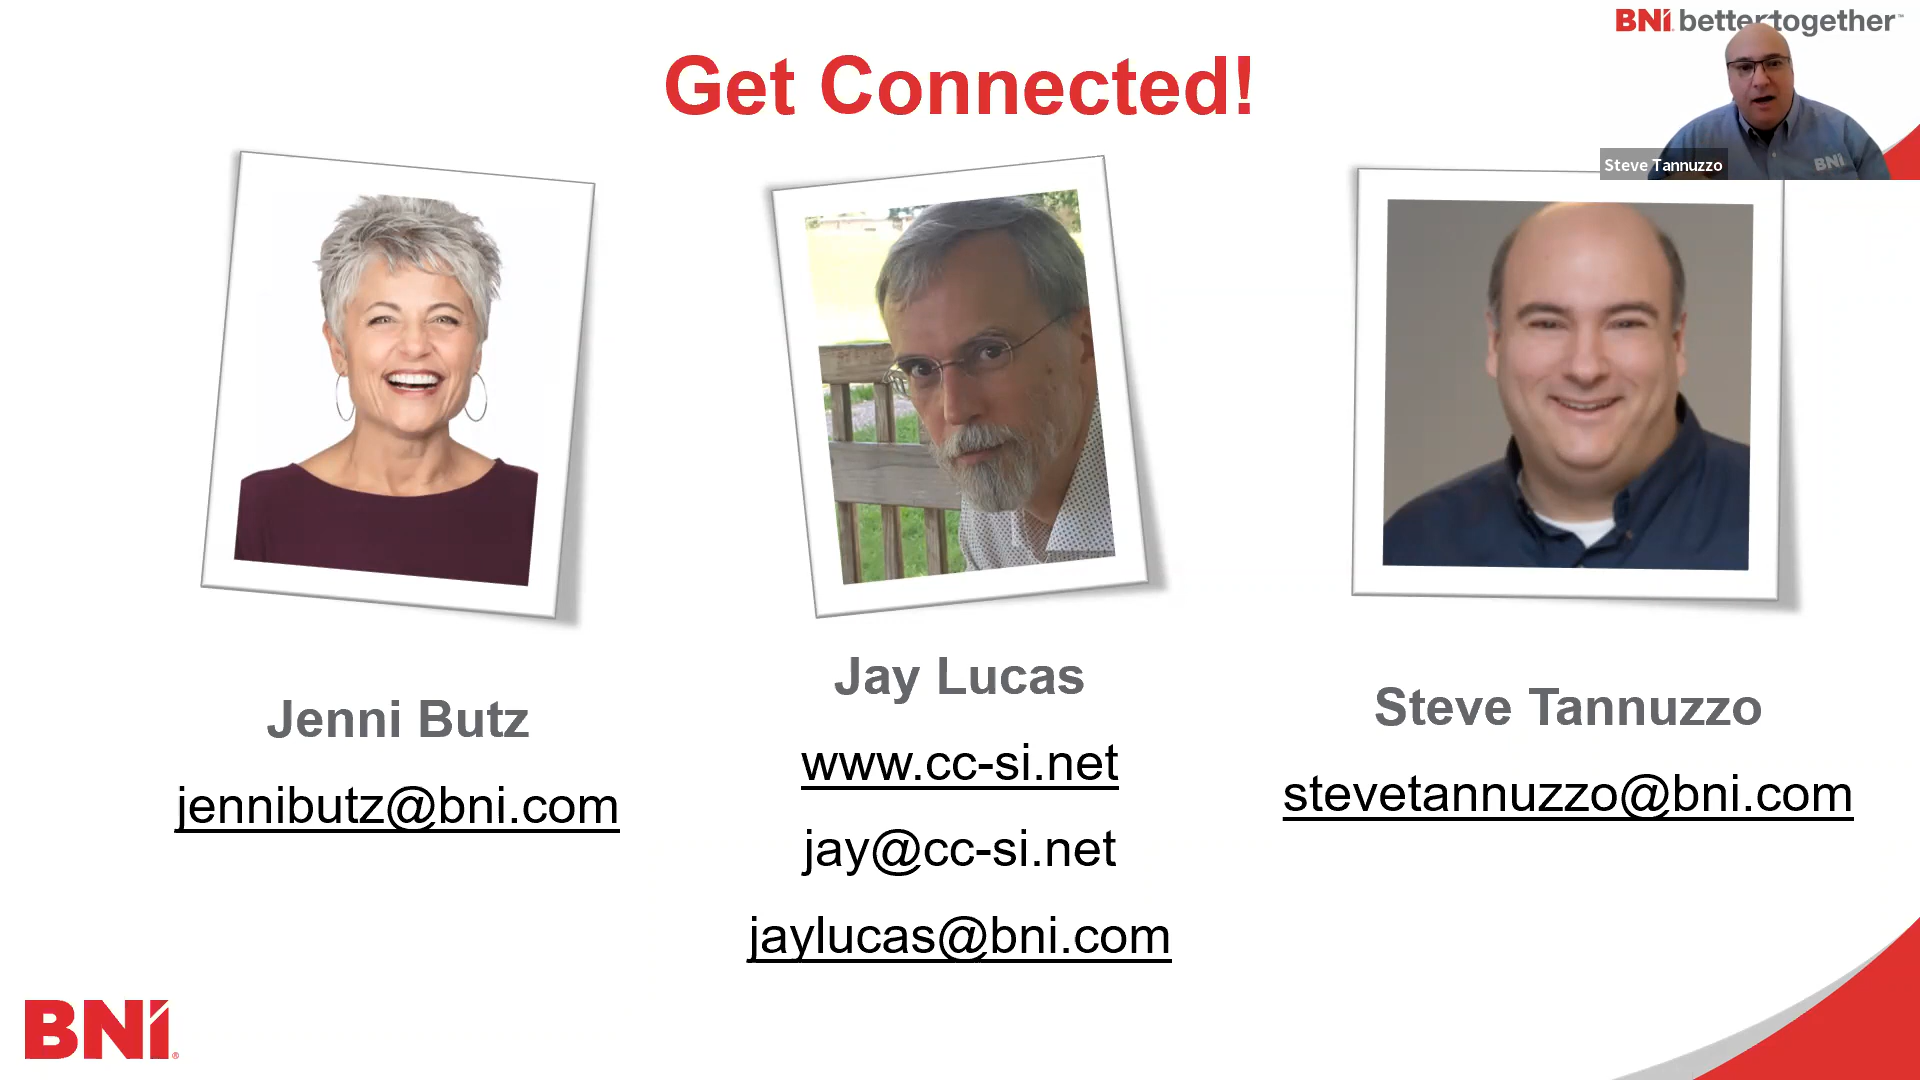 BNI. bettertogether™
Get Connected!
Steve Tannuzzo
BNI
Jenni Butz
jennibutz@bni.com
Jay Lucas
www.cc-si.net
jay@cc-si.net
jaylucas@bni.com
Steve Tannuzzo
stevetannuzzo@bni.com
BNI®